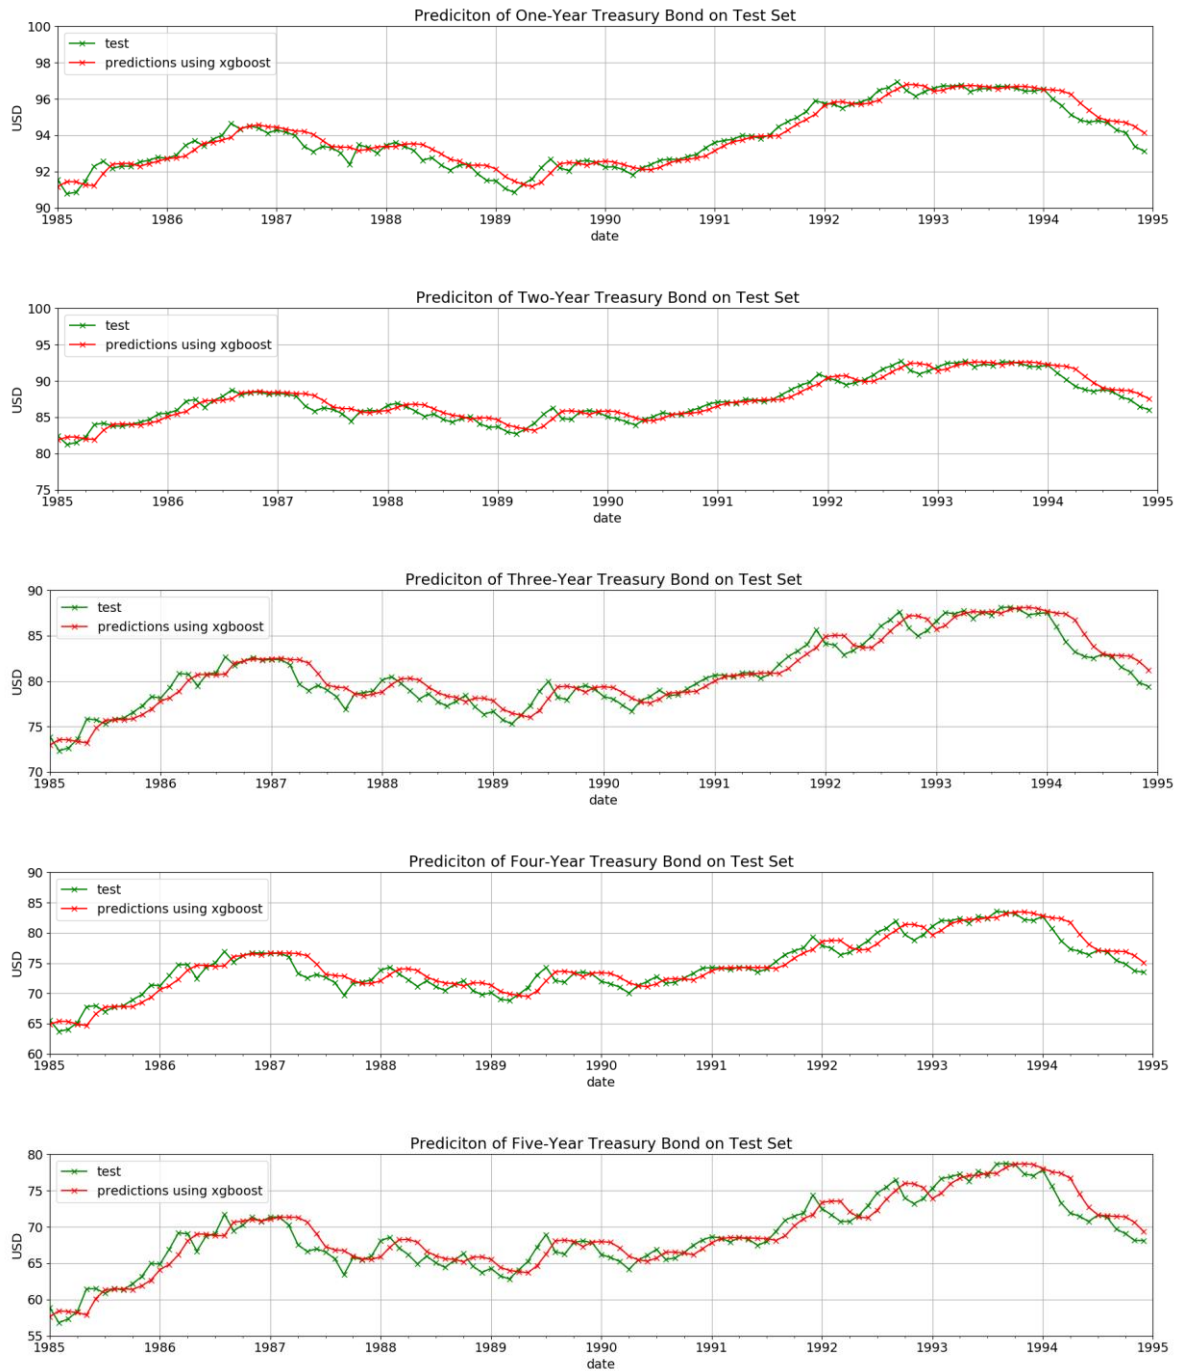 Prediciton of One-Year Treasury Bond on Test Set
100
98
96
94
92
90
USD
test
predictions using xgboost
1985 1986 1987 1988 1989 1990 1991 1992 1993 1994 1995
date
Prediciton of Two-Year Treasury Bond on Test Set
100
95
90
85
80
75
USD
test
predictions using xgboost
1985 1986 1987 1988 1989 1990 1991 1992 1993 1994 1995
date
Prediciton of Three-Year Treasury Bond on Test Set
90
85
80
75
70
USD
test
predictions using xgboost
1985 1986 1987 1988 1989 1990 1991 1992 1993 1994 1995
date
Prediciton of Four-Year Treasury Bond on Test Set
90
85
80
75
70
65
60
USD
test
predictions using xgboost
1985 1986 1987 1988 1989 1990 1991 1992 1993 1994 1995
date
Prediciton of Five-Year Treasury Bond on Test Set
80
75
70
65
60
55
USD
test
predictions using xgboost
1985 1986 1987 1988 1989 1990 1991 1992 1993 1994 1995
date